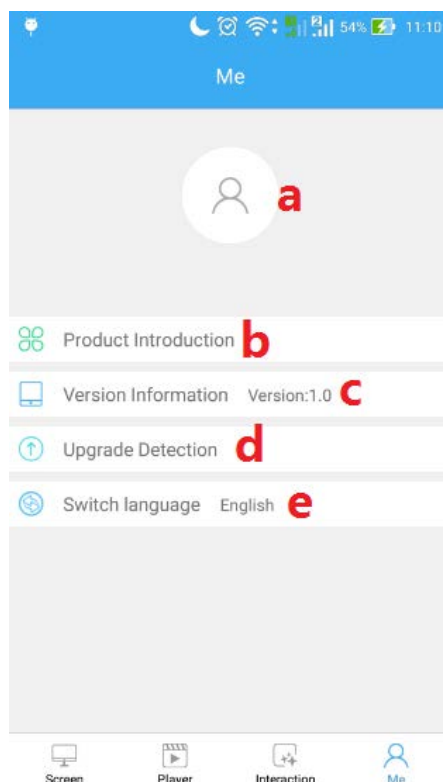 2 54% 11:10
Me
a
Product Introduction b
Version Information Version:1.0 c
Upgrade Detection d
Switch language English e
Screen Player Interaction Me